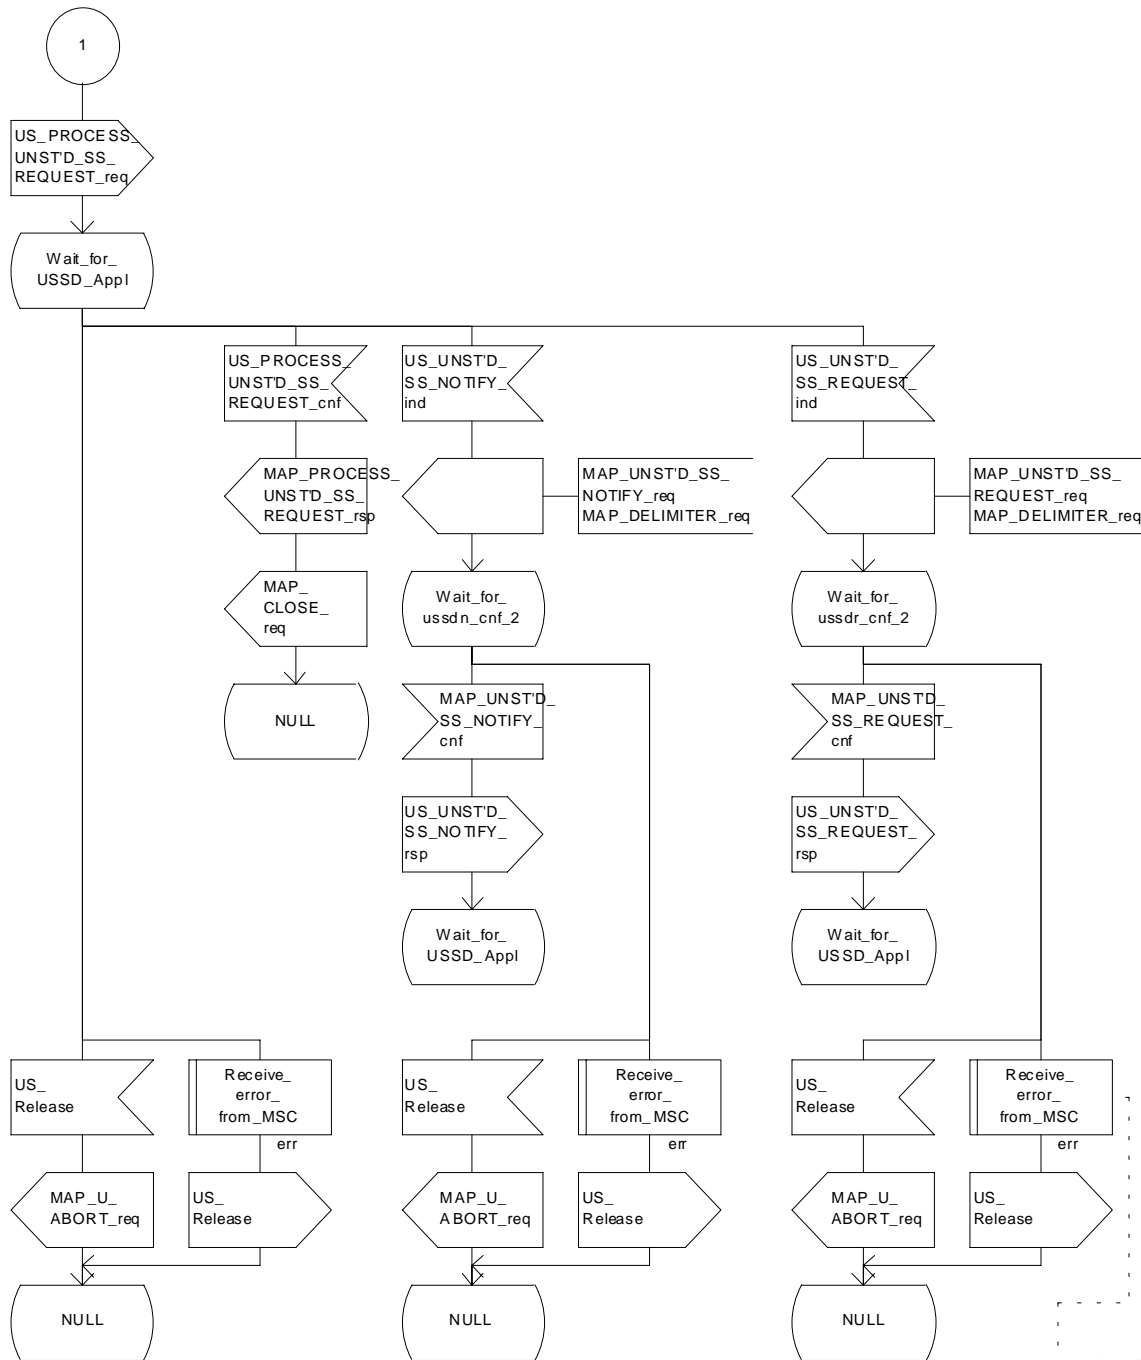 1
US_PROCESS_
UNST'D_SS_
REQUEST_req
Wait_for_
USSD_Appl
US_PROCESS_
UNST'D_SS_
REQUEST_cnf
US_UNST'D_
SS_NOTIFY_
ind
US_UNST'D_
SS_REQUEST_
ind
MAP_PROCESS_
UNST'D_SS_
REQUEST_rsp
MAP_UNST'D_SS_
NOTIFY_req
MAP_DELIMITER_req
MAP_UNST'D_SS_
REQUEST_req
MAP_DELIMITER_req
MAP_
CLOSE_
req
Wait_for_
ussdn_cnf_2
Wait_for_
ussdr_cnf_2
NULL
MAP_UNST'D_
SS_NOTIFY_
cnf
MAP_UNST'D_
SS_REQUEST_
cnf
US_UNST'D_
SS_NOTIFY_
rsp
US_UNST'D_
SS_REQUEST_
rsp
Wait_for_
USSD_Appl
Wait_for_
USSD_Appl
US_
Release
Receive_
error_
from_MSC
err
US_
Release
Receive_
error_
from_MSC
err
US_
Release
Receive_
error_
from_MSC
err
MAP_U_
ABORT_req
US_
Release
MAP_U_
ABORT_req
US_
Release
MAP_U_
ABORT_req
US_
Release
NULL
NULL
NULL